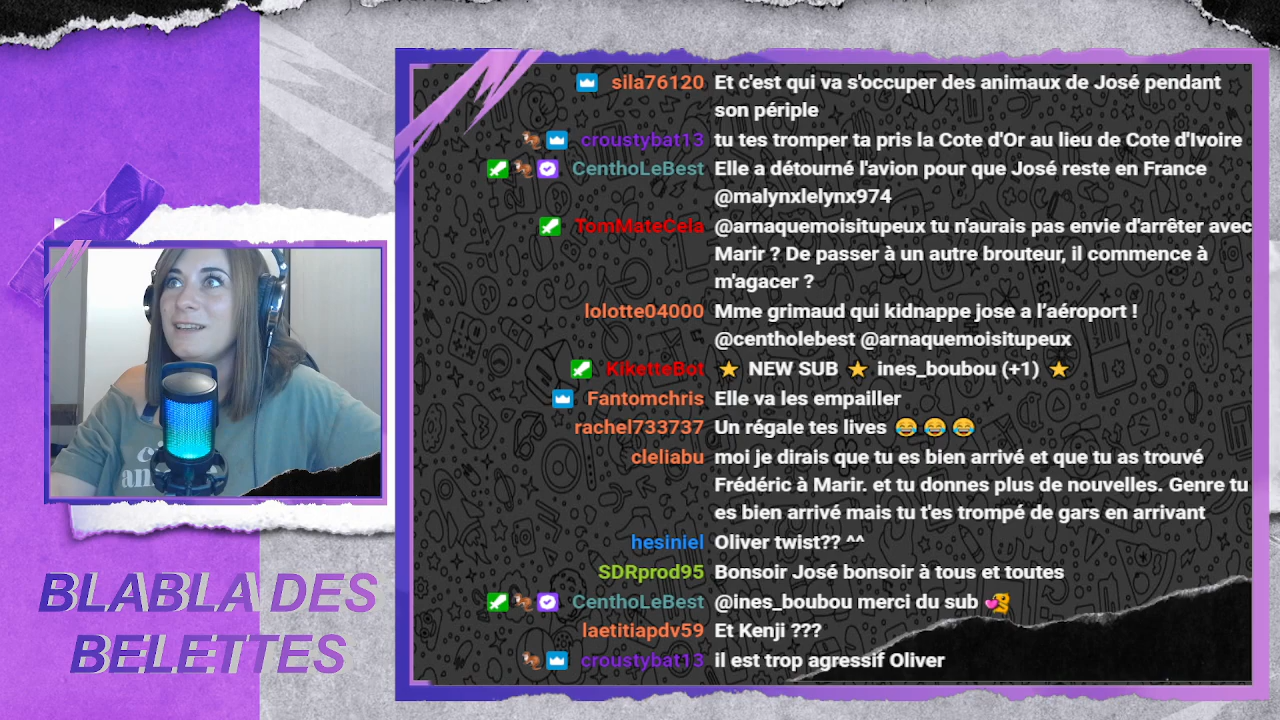 sila76120 Et c'est qui va s'occuper des animaux de José pendant
son périple
croustybat13 tu tes tromper ta pris la Cote d'Or au lieu de Cote d'Ivoire
CenthoLeBest Elle a détourné l'avion pour que José reste en France
@malynxlelynx974
TomMateCela @arnaquemoisitupeux tu n'aurais pas envie d'arrêter avec
Marir ? De passer à un autre brouteur, il commence à
m'agacer ?
lolotte04000 Mme grimaud qui kidnappe jose a l'aéroport !
@centholebest @arnaquemoisitupeux
KiketteBot ⭐ NEW SUB ⭐ ines_boubou (+1) ⭐
Fantomchris Elle va les empailler
rachel733737 Un régale tes lives 😂 😂 😂
cleliabu moi je dirais que tu es bien arrivé et que tu as trouvé
Frédéric à Marir. et tu donnes plus de nouvelles. Genre tu
es bien arrivé mais tu t'es trompé de gars en arrivant
hesiniel Oliver twist?? ^^
SDRprod95 Bonsoir José bonsoir à tous et toutes
CenthoLeBest @ines_boubou merci du sub
laetitiapdv59 Et Kenji ???
croustybat13 il est trop agressif Oliver
BLABLA DES
BELETTES